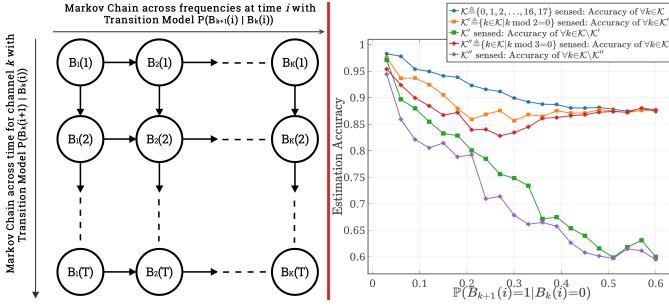 Markov Chain across frequencies at time i with
Transition Model P(Bₖ₊₁(i) | Bₖ(i))
Markov Chain across time for channel k with
Transition Model P(Bₖ(i+1) | Bₖ(i))
B₁(1) B₂(1) Bₖ(1)
B₁(2) B₂(2) Bₖ(2)
B₁(T) B₂(T) Bₖ(T)
𝒦≜{0, 1, 2, ..., 16, 17} sensed: Accuracy of ∀k∈𝒦
𝒦'≜{k∈𝒦|k mod 2=0} sensed: Accuracy of ∀k∈𝒦
𝒦' sensed: Accuracy of ∀k∈𝒦\𝒦'
𝒦''≜{k∈𝒦|k mod 3=0} sensed: Accuracy of ∀k∈𝒦
𝒦'' sensed: Accuracy of ∀k∈𝒦\𝒦''
Estimation Accuracy
1
0.95
0.9
0.85
0.8
0.75
0.7
0.65
0.6
0 0.1 0.2 0.3 0.4 0.5 0.6
ℙ(Bₖ₊₁(i)=1|Bₖ(i)=0)